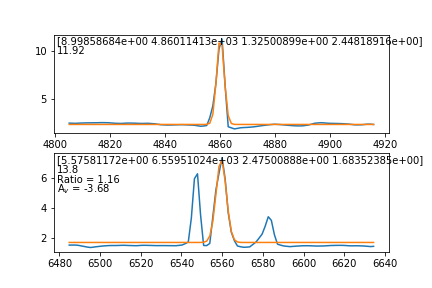 [8.99858684e+00 4.86011413e+03 1.32500899e+00 2.44818916e+00]
11.92
10
5
4800 4820 4840 4860 4880 4900 4920
[5.57581172e+00 6.55951024e+03 2.47500888e+00 1.68352385e+00]
13.8
Ratio = 1.16
Av = -3.68
6
4
2
6480 6500 6520 6540 6560 6580 6600 6620 6640